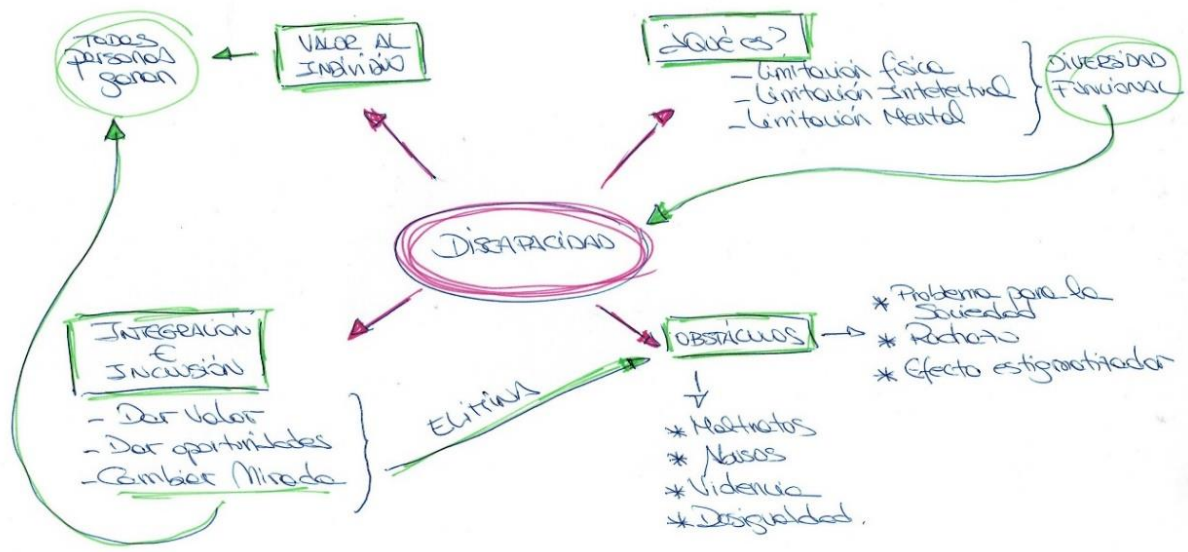 TODAS
personas
ganan
VALOR AL
INDIVIDUO
¿QUÉ ES?
- Limitación física
- Limitación Intelectual
- Limitación Mental
DIVERSIDAD
FUNCIONAL
DISCAPACIDAD
INTEGRACIÓN
E
INCLUSIÓN
- Dar valor
- Dar oportunidades
- Cambiar Mirada
ELIMINA
OBSTÁCULOS
* Problema para la
Sociedad
* Rechazo
* Efecto estigmatizador
* Maltratos
* Abusos
* Violencia
* Desigualdad.